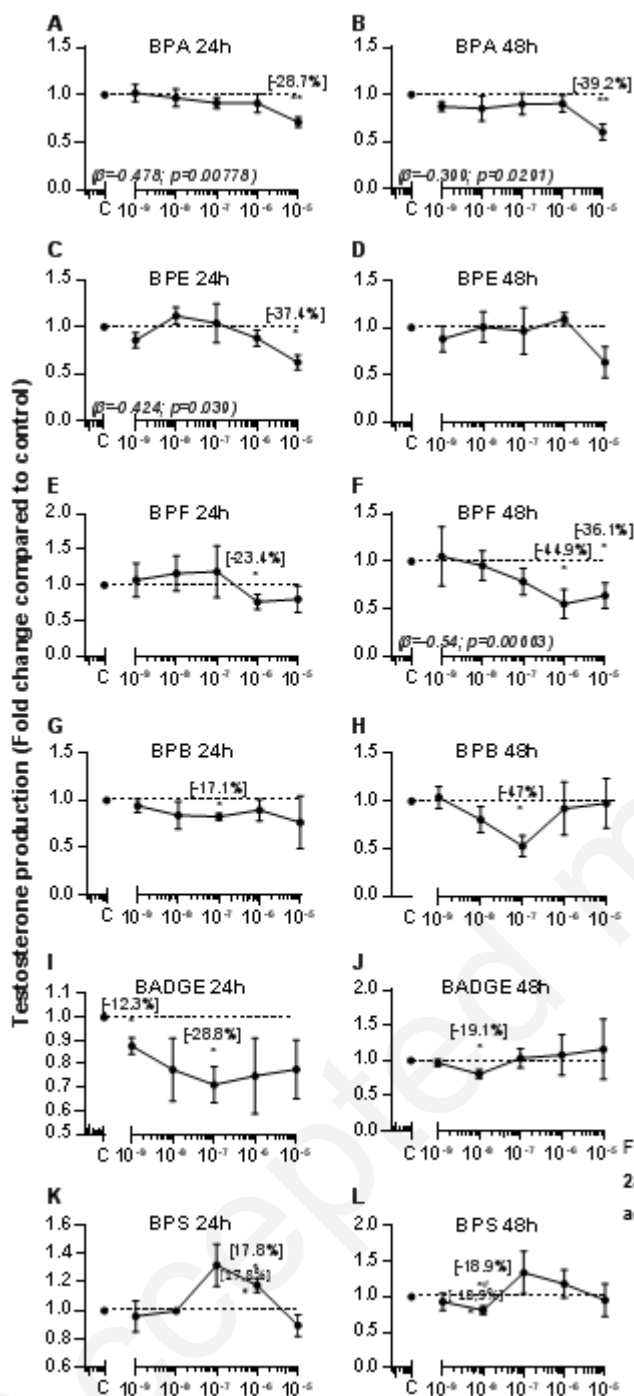 Testosterone production (Fold change compared to control)
A
BPA 24h
1.5
1.0
0.5
0.0
[-28.7%]
**
(β=-0.478; p=0.00778)
C 10⁻⁹ 10⁻⁸ 10⁻⁷ 10⁻⁶ 10⁻⁵
B
BPA 48h
1.5
1.0
0.5
0.0
[-39.2%]
**
C 10⁻⁹ 10⁻⁸ 10⁻⁷ 10⁻⁶ 10⁻⁵
C
BPE 24h
1.5
1.0
0.5
0.0
[-37.4%]
*
(β=-0.424; p=0.039)
C 10⁻⁹ 10⁻⁸ 10⁻⁷ 10⁻⁶ 10⁻⁵
D
BPE 48h
1.5
1.0
0.5
0.0
C 10⁻⁹ 10⁻⁸ 10⁻⁷ 10⁻⁶ 10⁻⁵
E
BPF 24h
2.0
1.5
1.0
0.5
0.0
[-23.4%]
*
C 10⁻⁹ 10⁻⁸ 10⁻⁷ 10⁻⁶ 10⁻⁵
F
BPF 48h
1.5
1.0
0.5
0.0
[-36.1%]
*
[-44.9%]
*
(β=-0.54;
C 10⁻⁹ 10⁻⁸ 10⁻⁷ 10⁻⁶ 10⁻⁵
G
BPB 24h
1.5
1.0
0.5
0.0
[-17.1%]
*
C 10⁻⁹ 10⁻⁸ 10⁻⁷ 10⁻⁶ 10⁻⁵
H
BPB 48h
1.5
1.0
0.5
0.0
[-47%]
*
C 10⁻⁹ 10⁻⁸ 10⁻⁷ 10⁻⁶ 10⁻⁵
I
BADGE 24h
1.1
1.0
0.9
0.8
0.7
0.6
0.5
[-12.3%]
*
[-28.8%]
*
C 10⁻⁹ 10⁻⁸ 10⁻⁷ 10⁻⁶ 10⁻⁵
J
BADGE 48h
2.0
1.5
1.0
0.5
0.0
[-19.1%]
*
C 10⁻⁹ 10⁻⁸ 10⁻⁷ 10⁻⁶ 10⁻⁵
K
BPS 24h
1.6
1.4
1.2
1.0
0.8
0.6
[17.8%]
*
[17.8%]
*
C 10⁻⁹ 10⁻⁸ 10⁻⁷ 10⁻⁶ 10⁻⁵
L
BPS 48h
2.0
1.5
1.0
0.5
0.0
[-18.9%]
*
[-18.9%]
*
C 10⁻⁹ 10⁻⁸ 10⁻⁷ 10⁻⁶ 10⁻⁵
F
2
a
ccepted m